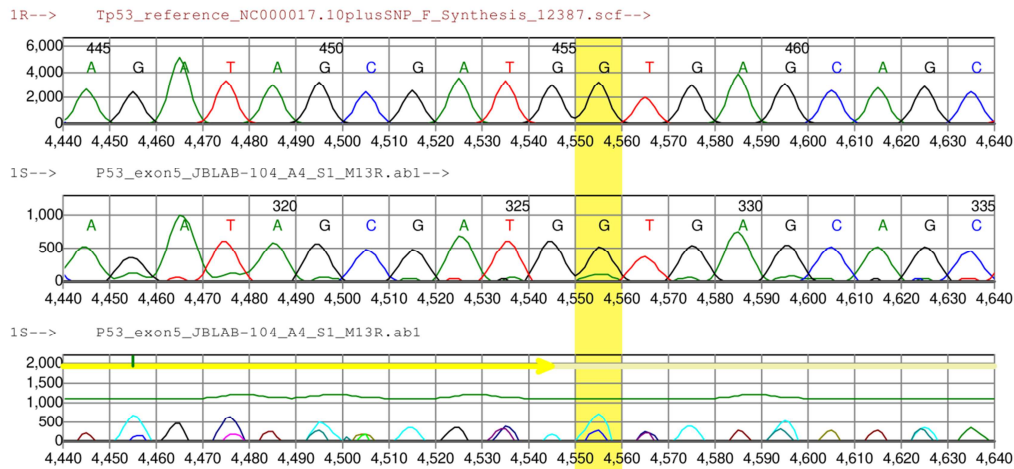 1R--> Tp53_reference_NC000017.10plusSNP_F_Synthesis_12387.scf-->
6,000 445 450 455 460
4,000 A G A T A G C G A T G G T G A G C A G C
2,000
0
4,440 4,450 4,460 4,470 4,480 4,490 4,500 4,510 4,520 4,530 4,540 4,550 4,560 4,570 4,580 4,590 4,600 4,610 4,620 4,630 4,640
1S--> P53_exon5_JBLAB-104_A4_S1_M13R.ab1-->
1,000 320 325 330 335
A A T A G C G A T G G T G A G C A G C
500
0
4,440 4,450 4,460 4,470 4,480 4,490 4,500 4,510 4,520 4,530 4,540 4,550 4,560 4,570 4,580 4,590 4,600 4,610 4,620 4,630 4,640
1S--> P53_exon5_JBLAB-104_A4_S1_M13R.ab1
2,000
1,500
1,000
500
0
4,440 4,450 4,460 4,470 4,480 4,490 4,500 4,510 4,520 4,530 4,540 4,550 4,560 4,570 4,580 4,590 4,600 4,610 4,620 4,630 4,640